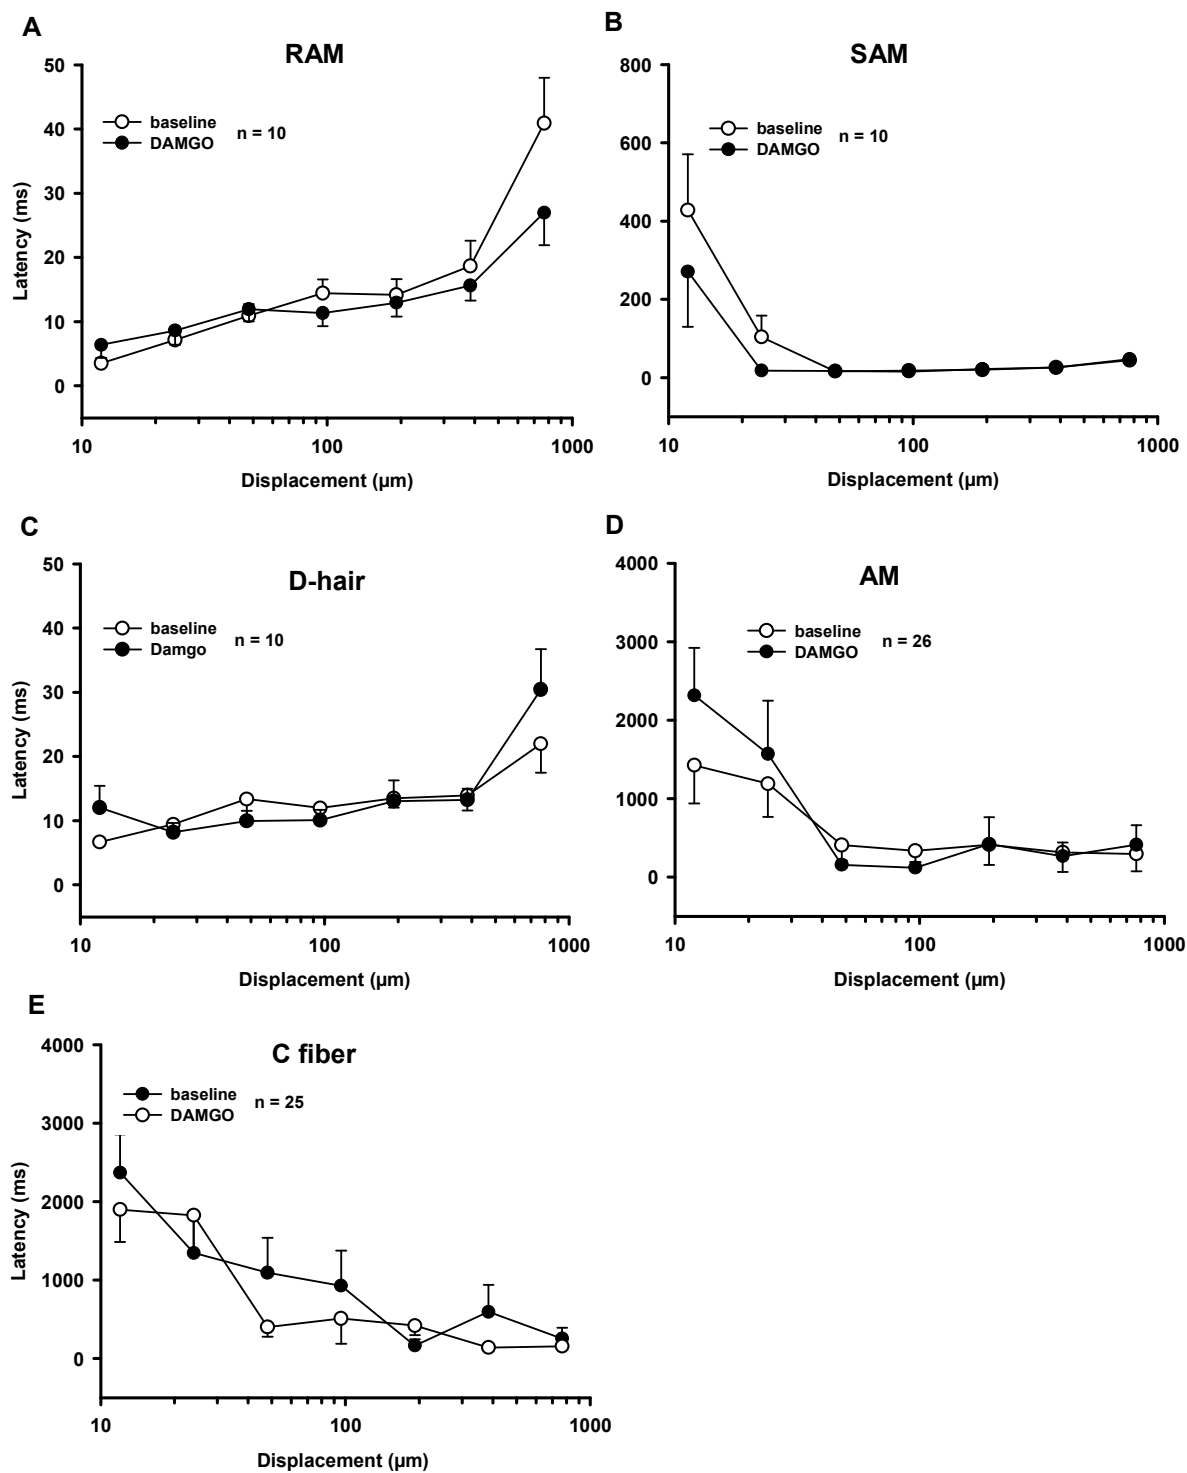 A
RAM
50
40
30
20
10
0
baseline
DAMGO
n = 10
Latency (ms)
10
100
1000
Displacement (µm)
B
SAM
800
600
400
200
0
baseline
DAMGO
n = 10
10
100
1000
Displacement (µm)
C
D-hair
50
40
30
20
10
0
baseline
Damgo
n = 10
Latency (ms)
10
100
1000
Displacement (µm)
D
AM
4000
3000
2000
1000
0
baseline
DAMGO
n = 26
10
100
1000
Displacement (µm)
E
C fiber
4000
3000
2000
1000
0
baseline
DAMGO
n = 25
Latency (ms)
10
100
1000
Displacement (µm)